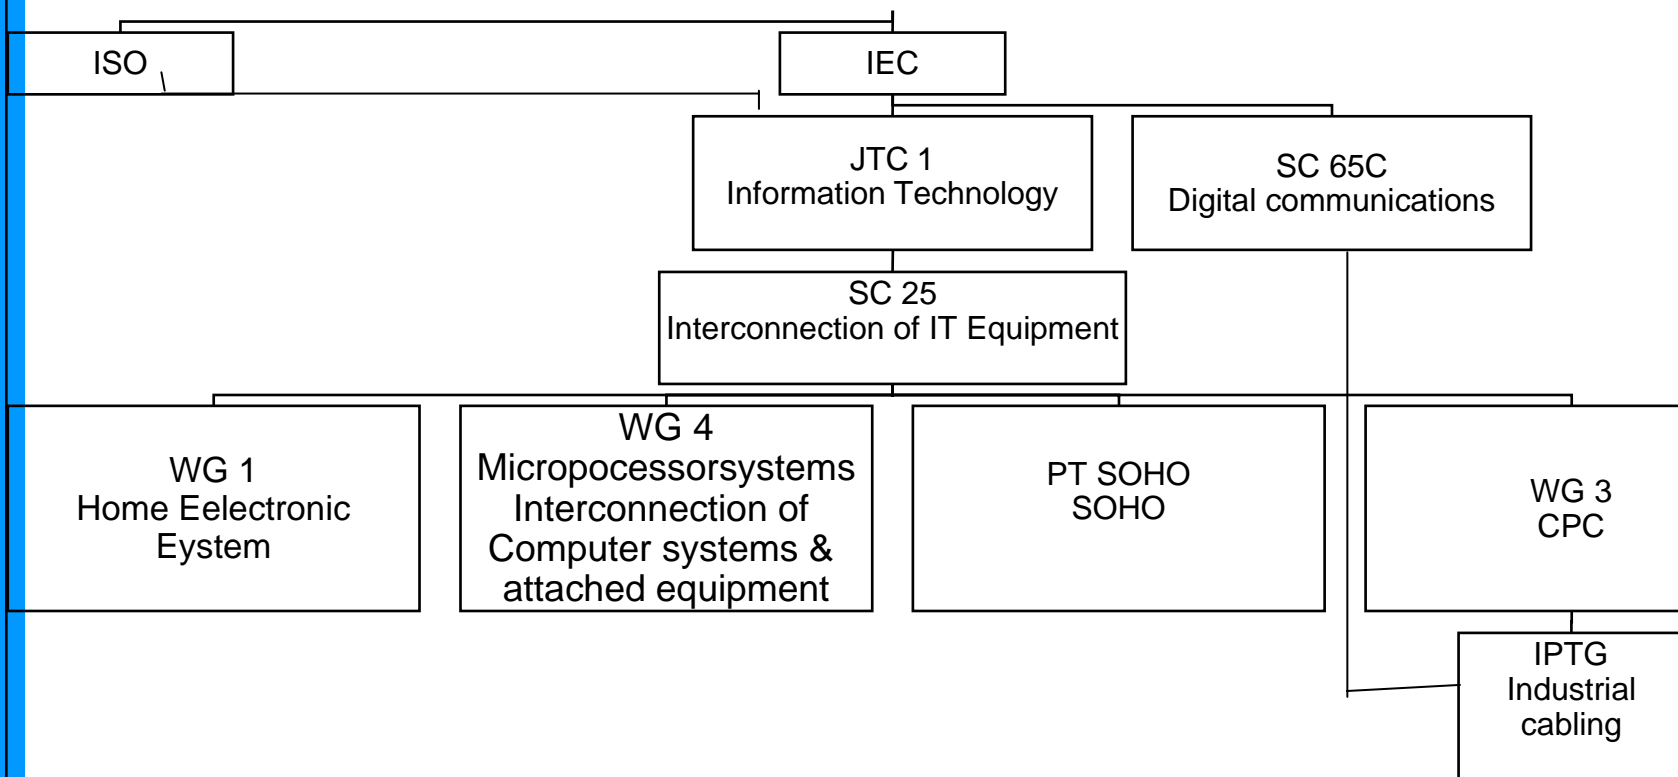 ISO
IEC
JTC 1
Information Technology
SC 65C
Digital communications
SC 25
Interconnection of IT Equipment
WG 1
Home Eelectronic
Eystem
WG 4
Micropocessorsystems
Interconnection of
Computer systems &
attached equipment
PT SOHO
SOHO
WG 3
CPC
IPTG
Industrial
cabling